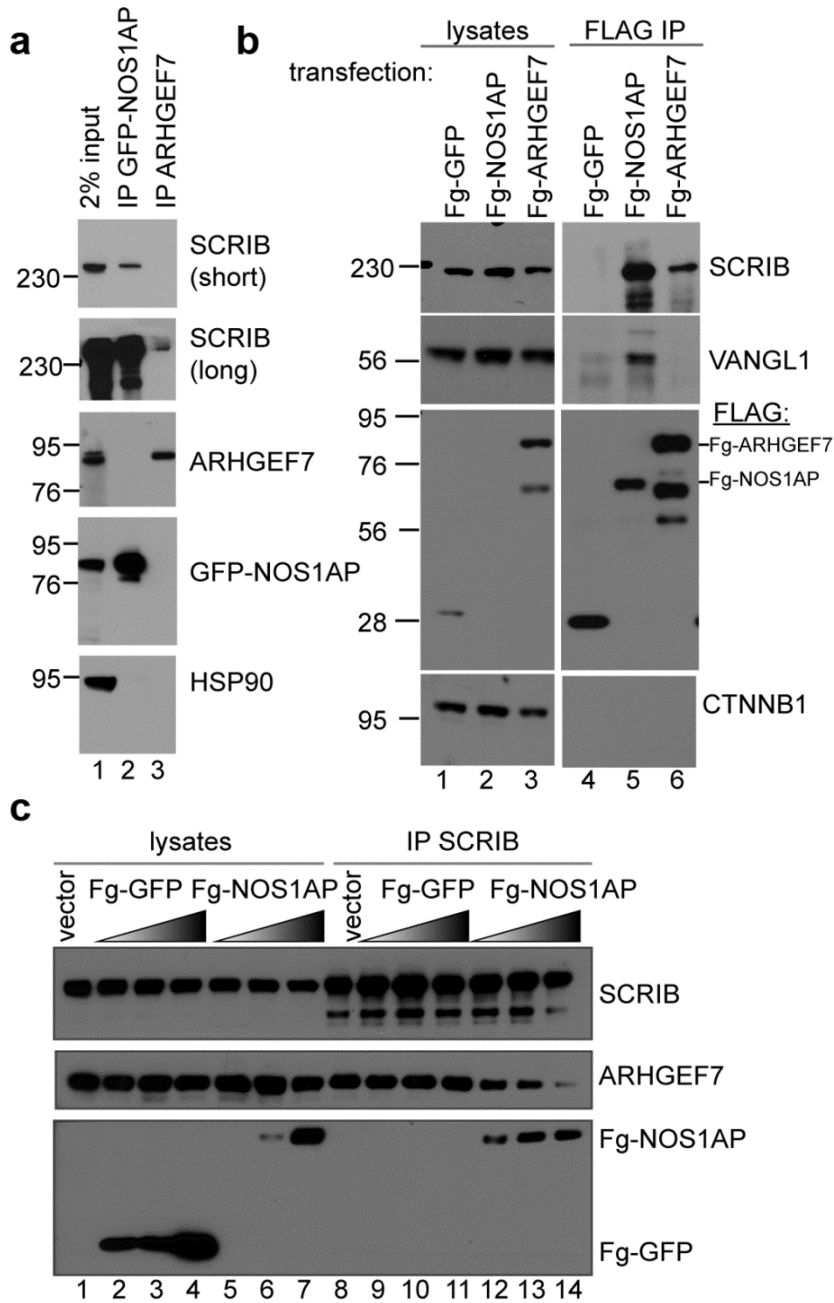 a
2% input
IP GFP-NOS1AP
IP ARHGEF7
230
SCRIB
(short)
230
SCRIB
(long)
95
76
ARHGEF7
95
76
GFP-NOS1AP
95
HSP90
1 2 3
b
lysates FLAG IP
transfection:
Fg-GFP
Fg-NOS1AP
Fg-ARHGEF7
Fg-GFP
Fg-NOS1AP
Fg-ARHGEF7
230
SCRIB
56
VANGL1
95
76
56
28
FLAG:
Fg-ARHGEF7
Fg-NOS1AP
95
CTNNB1
1 2 3 4 5 6
c
lysates IP SCRIB
vector Fg-GFP Fg-NOS1AP vector Fg-GFP Fg-NOS1AP
SCRIB
ARHGEF7
Fg-NOS1AP
Fg-GFP
1 2 3 4 5 6 7 8 9 10 11 12 13 14